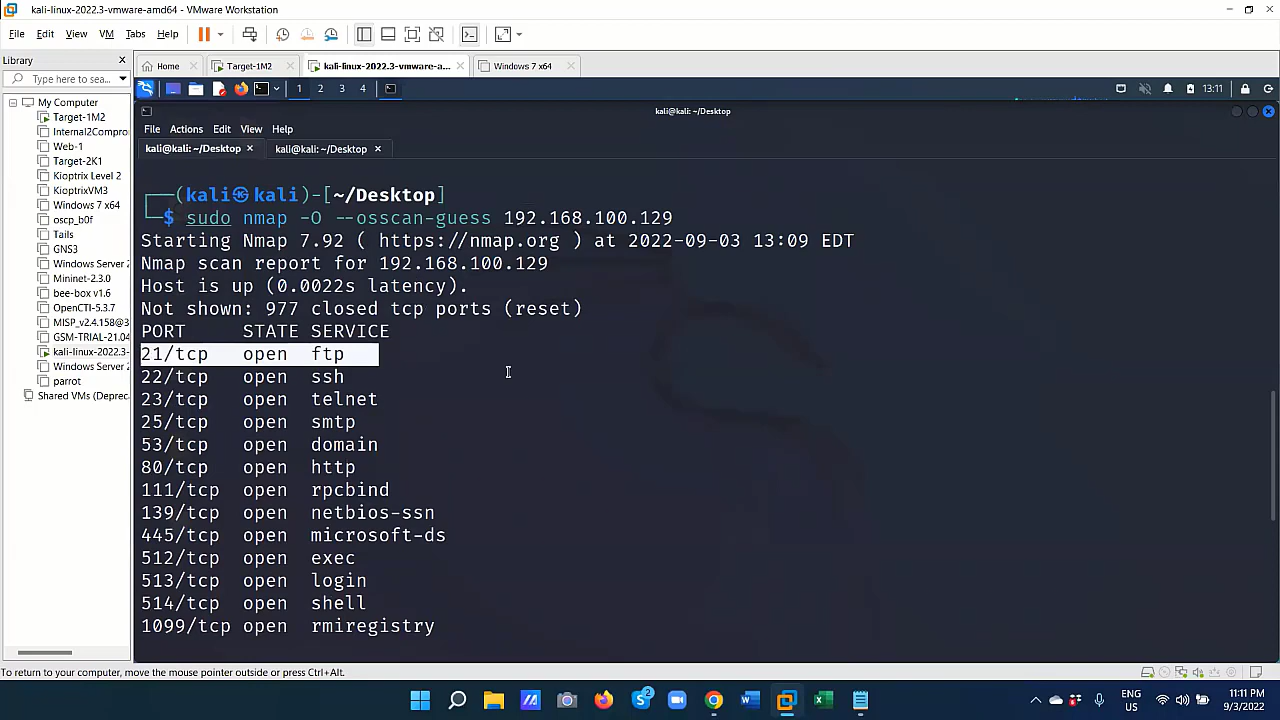 kali-linux-2022.3-vmware-amd64 - VMware Workstation
File Edit View VM Tabs Help
Library
Type here to sea...
Home
Target-1M2
kali-linux-2022.3-vmware-a...
Windows 7 x64
1 2 3 4
13:11
My Computer
Target-1M2
Internal2Compro
Web-1
Target-2K1
Kioptrix Level 2
KioptrixVM3
Windows 7 x64
oscp_b0f
Tails
GNS3
Windows Server 2
Mininet-2.3.0
bee-box v1.6
OpenCTI-5.3.7
MISP_v2.4.158@3
GSM-TRIAL-21.04
kali-linux-2022.3-
Windows Server 2
parrot
Shared VMs (Deprec
kali@kali: ~/Desktop
File Actions Edit View Help
kali@kali: ~/Desktop
kali@kali: ~/Desktop
(kali㉿kali)-[~/Desktop]
$ sudo nmap -O --osscan-guess 192.168.100.129
Starting Nmap 7.92 ( https://nmap.org ) at 2022-09-03 13:09 EDT
Nmap scan report for 192.168.100.129
Host is up (0.0022s latency).
Not shown: 977 closed tcp ports (reset)
PORT STATE SERVICE
21/tcp open ftp
22/tcp open ssh
23/tcp open telnet
25/tcp open smtp
53/tcp open domain
80/tcp open http
111/tcp open rpcbind
139/tcp open netbios-ssn
445/tcp open microsoft-ds
512/tcp open exec
513/tcp open login
514/tcp open shell
1099/tcp open rmiregistry
To return to your computer, move the mouse pointer outside or press Ctrl+Alt.
2
ENG
US
11:11 PM
9/3/2022